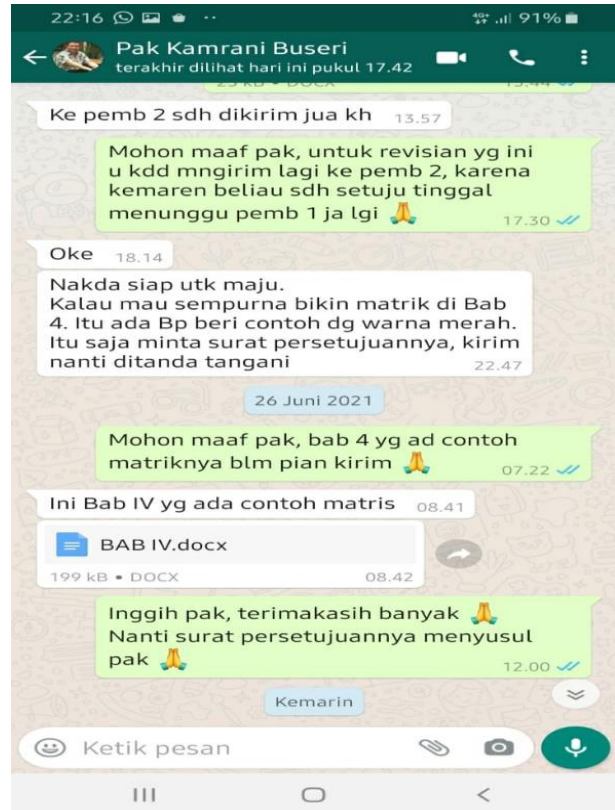 22:16
91%
Pak Kamrani Buseri
terakhir dilihat hari ini pukul 17.42
Ke pemb 2 sdh dikirim jua kh 13.57
Mohon maaf pak, untuk revisian yg ini
u kdd mngirim lagi ke pemb 2, karena
kemaren beliau sdh setuju tinggal
menunggu pemb 1 ja lgi 🙏 17.30
Oke 18.14
Nakda siap utk maju.
Kalau mau sempurna bikin matrik di Bab
4. Itu ada Bp beri contoh dg warna merah.
Itu saja minta surat persetujuannya, kirim
nanti ditanda tangani 22.47
26 Juni 2021
Mohon maaf pak, bab 4 yg ad contoh
matriknya blm pian kirim 🙏 07.22
Ini Bab IV yg ada contoh matris 08.41
BAB IV.docx
199 kB • DOCX 08.42
Inggih pak, terimakasih banyak 🙏
Nanti surat persetujuannya menyusul
pak 🙏 12.00
Kemarin
Ketik pesan